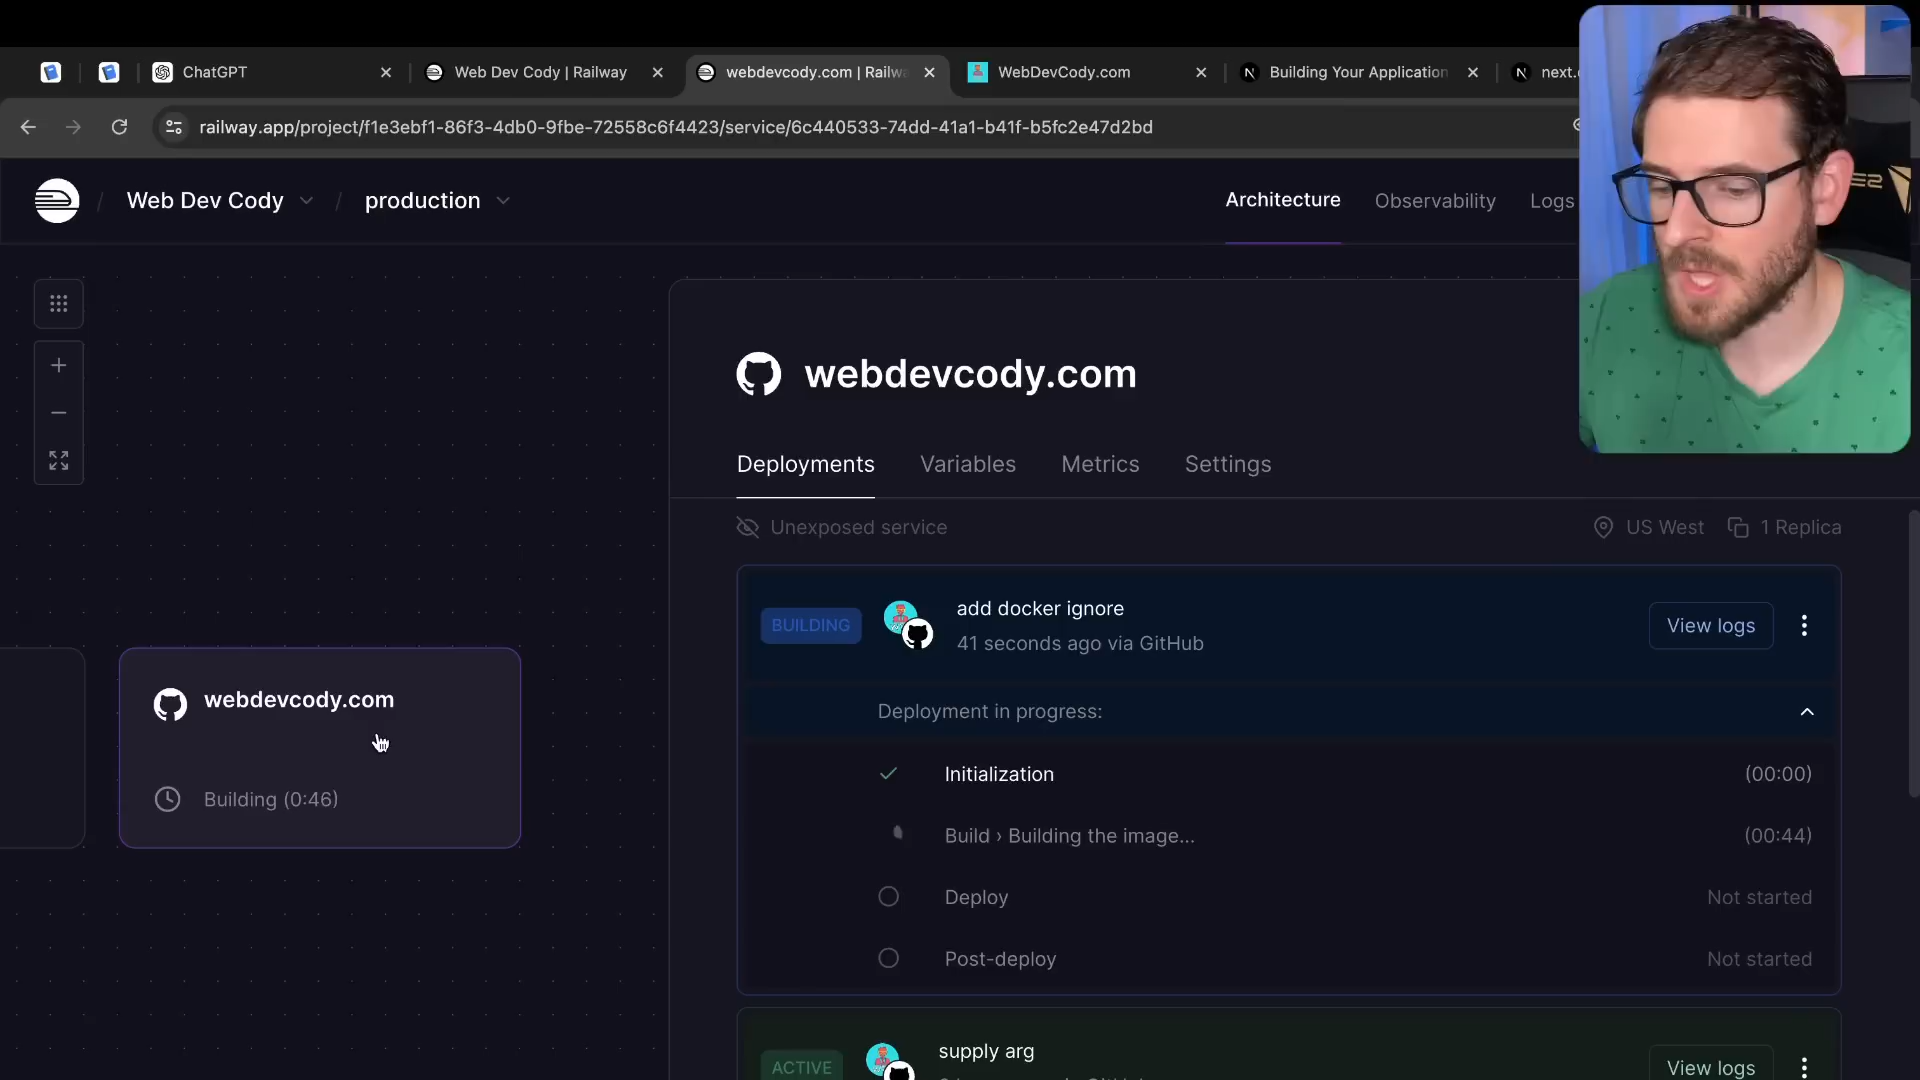 ChatGPT
Web Dev Cody | Railway
webdevcody.com | Railw
WebDevCody.com
Building Your Application
next.
railway.app/project/f1e3ebf1-86f3-4db0-9fbe-72558c6f4423/service/6c440533-74dd-41a1-b41f-b5fc2e47d2bd
/ Web Dev Cody / production
Architecture
Observability
Logs
webdevcody.com
Deployments
Variables
Metrics
Settings
Unexposed service
US West
1 Replica
BUILDING
add docker ignore
41 seconds ago via GitHub
View logs
Deployment in progress:
Initialization
(00:00)
Build › Building the image...
(00:44)
Deploy
Not started
Post-deploy
Not started
ACTIVE
supply arg
View logs
webdevcody.com
Building (0:46)